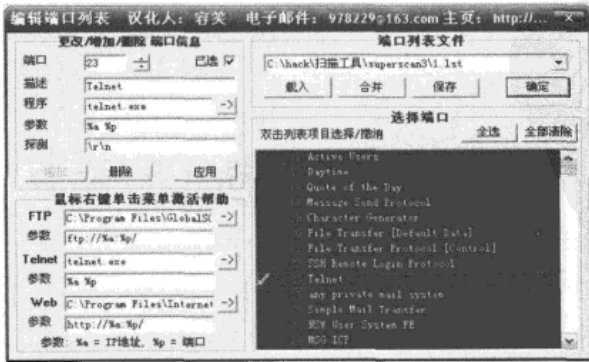 编辑端口列表 汉化人：容笑 电子邮件：978229@163.com 主页：http://...
更改/增加/删除 端口信息
端口 23 已选
描述 Telnet
程序 telnet.exe ->
参数 %a %p
探测 \r\n
增加 删除 应用
鼠标右键单击菜单激活帮助
FTP C:\Program Files\GlobalSC ->
参数 ftp://%a:%p/
Telnet telnet.exe ->
参数 %a %p
Web C:\Program Files\Internet ->
参数 http://%a:%p/
参数: %a = IP地址, %p = 端口
端口列表文件
C:\hack\扫描工具\superscan3\1.lst
载入 合并 保存 确定
选择端口
双击列表项目选择/撤消 全选 全部清除
Active Users
Daytime
Quote of the Day
Message Send Protocol
Character Generator
File Transfer [Default Data]
File Transfer Protocol [Control]
SSH Remote Login Protocol
Telnet
any private mail system
Simple Mail Transfer
NSW User System FE
MSG ICP